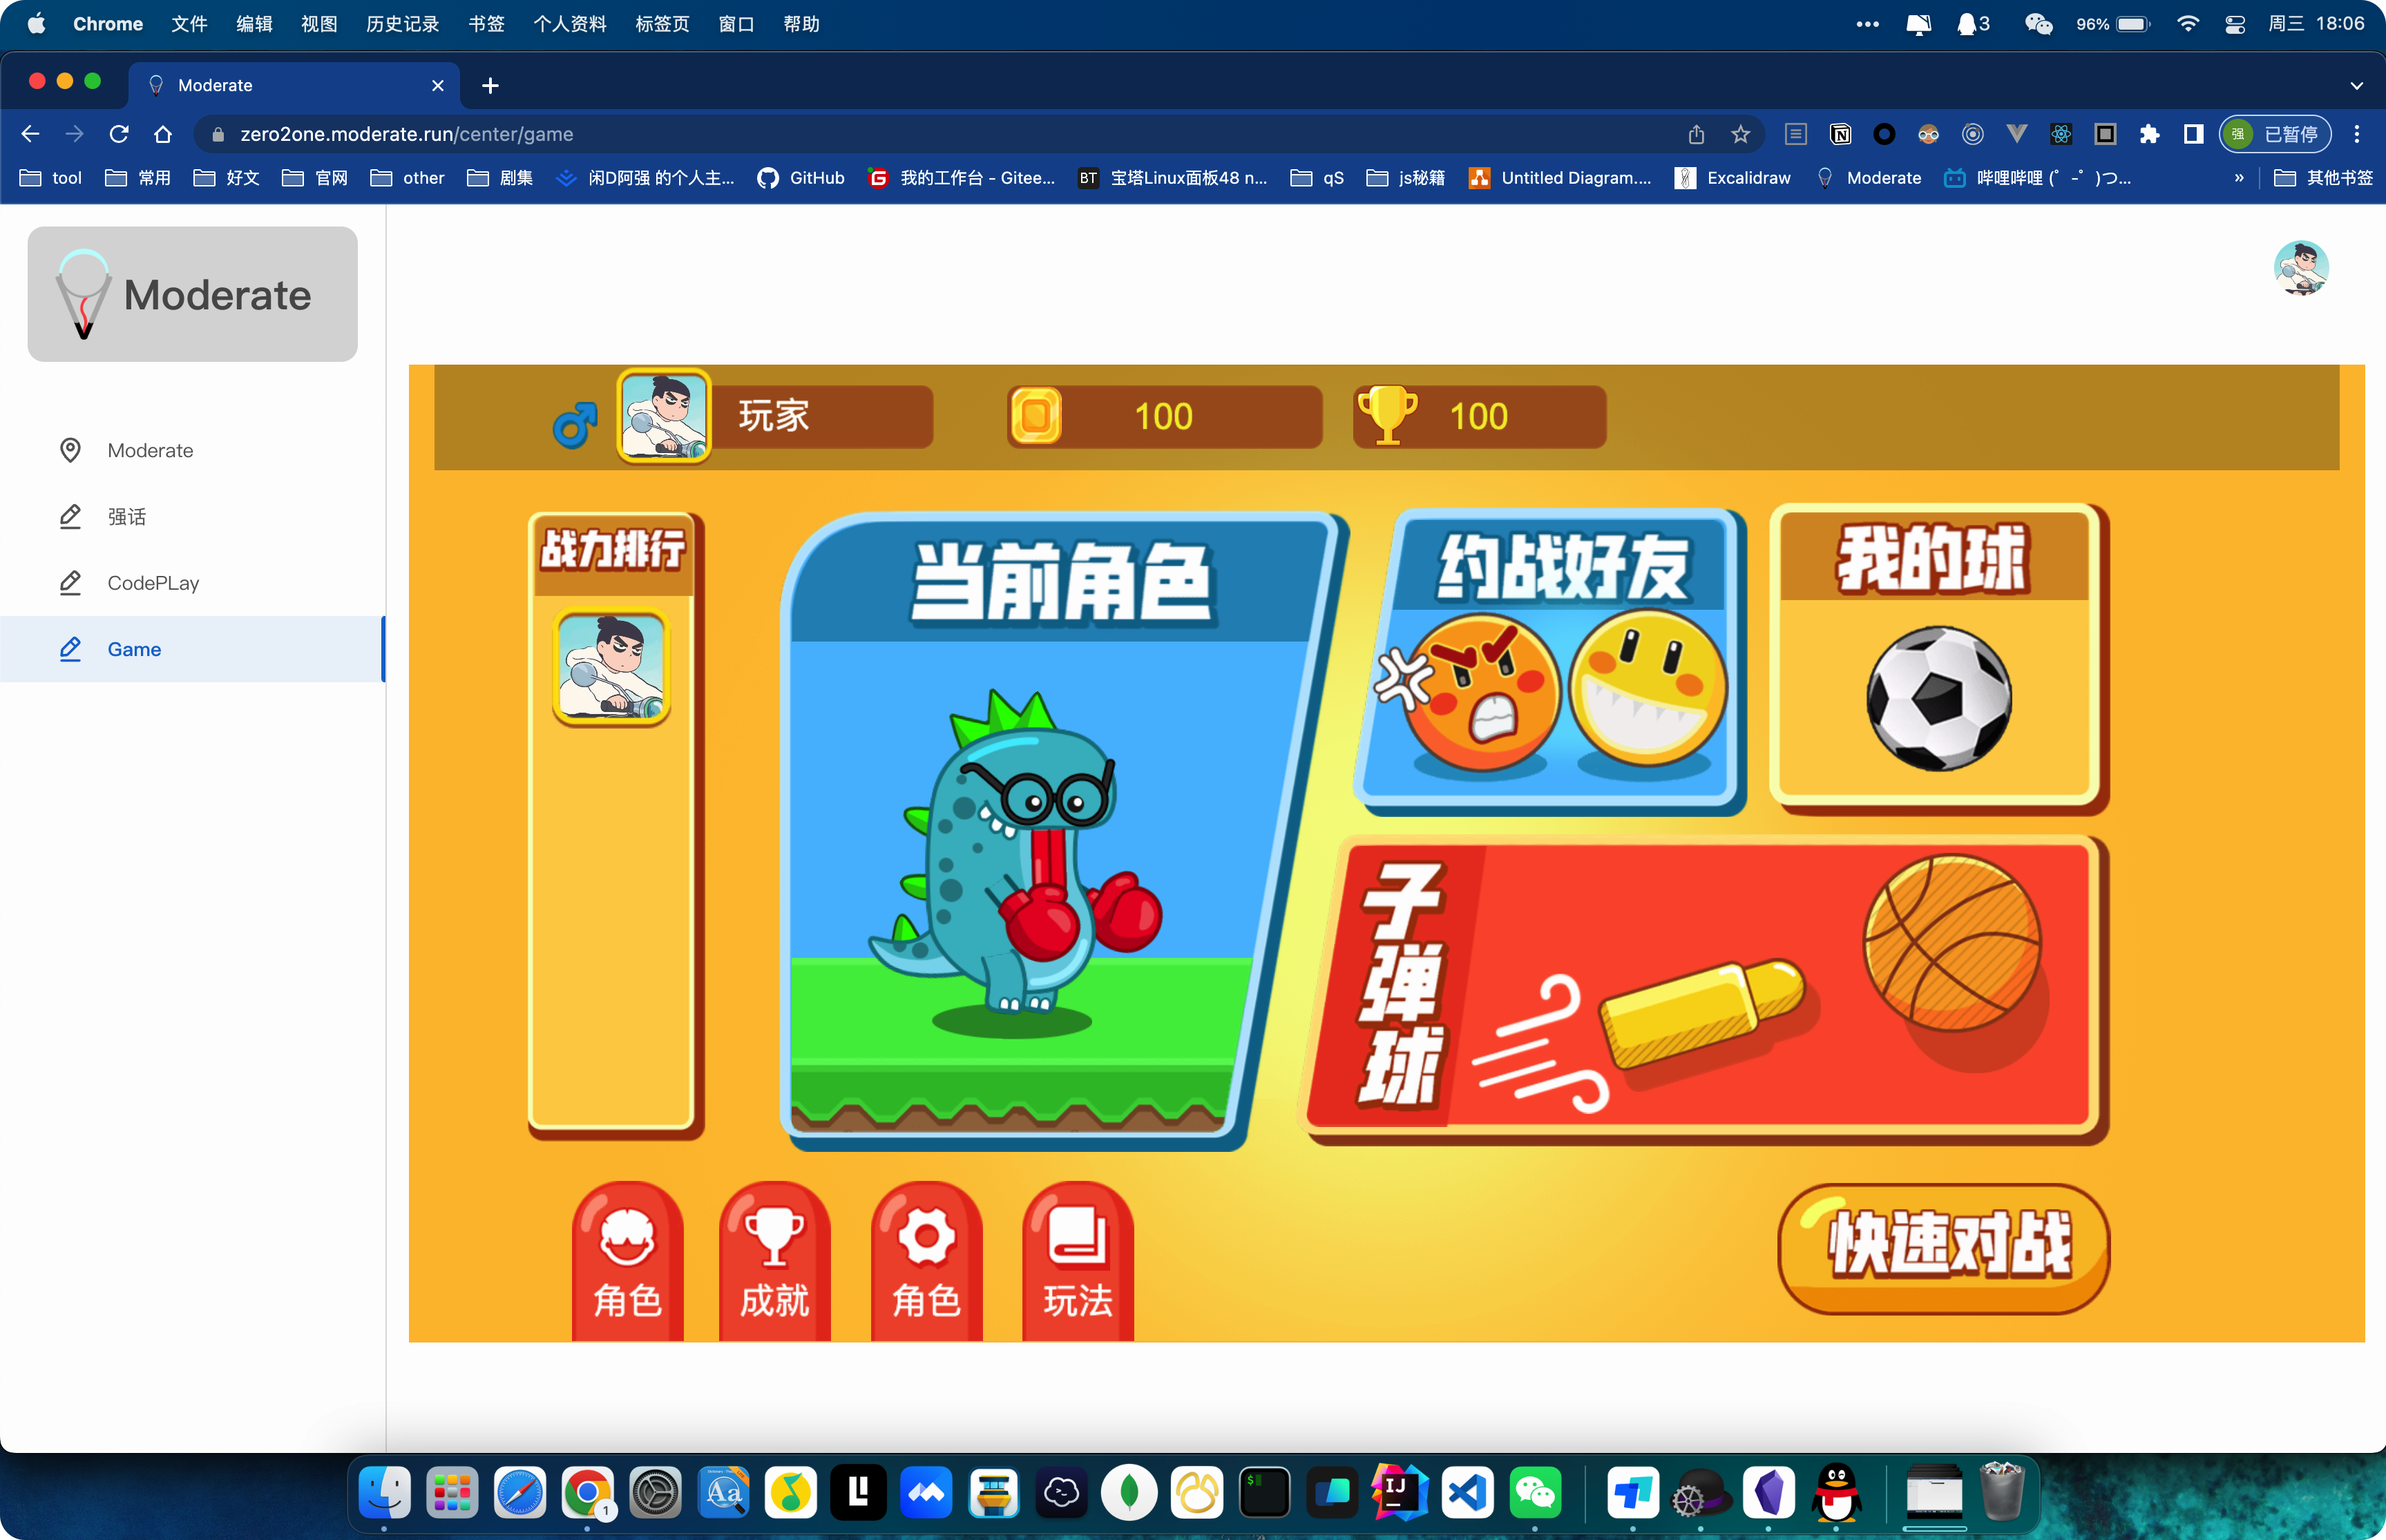 Chrome 文件 编辑 视图 历史记录 书签 个人资料 标签页 窗口 帮助
••• 3 96% 周三 18:06
Moderate
zero2one.moderate.run/center/game
强 已暂停
tool 常用 好文 官网 other 剧集 闲D阿强 的个人主... GitHub 我的工作台 - Gitee... BT 宝塔Linux面板48 n... qS js秘籍 Untitled Diagram.... Excalidraw Moderate 哔哩哔哩 (゜-゜)つ... » 其他书签
Moderate
Moderate
强话
CodePLay
Game
玩家
100
100
战力排行
当前角色
约战好友
我的球
子弹球
角色
成就
角色
玩法
快速对战
1
Aa
IJ